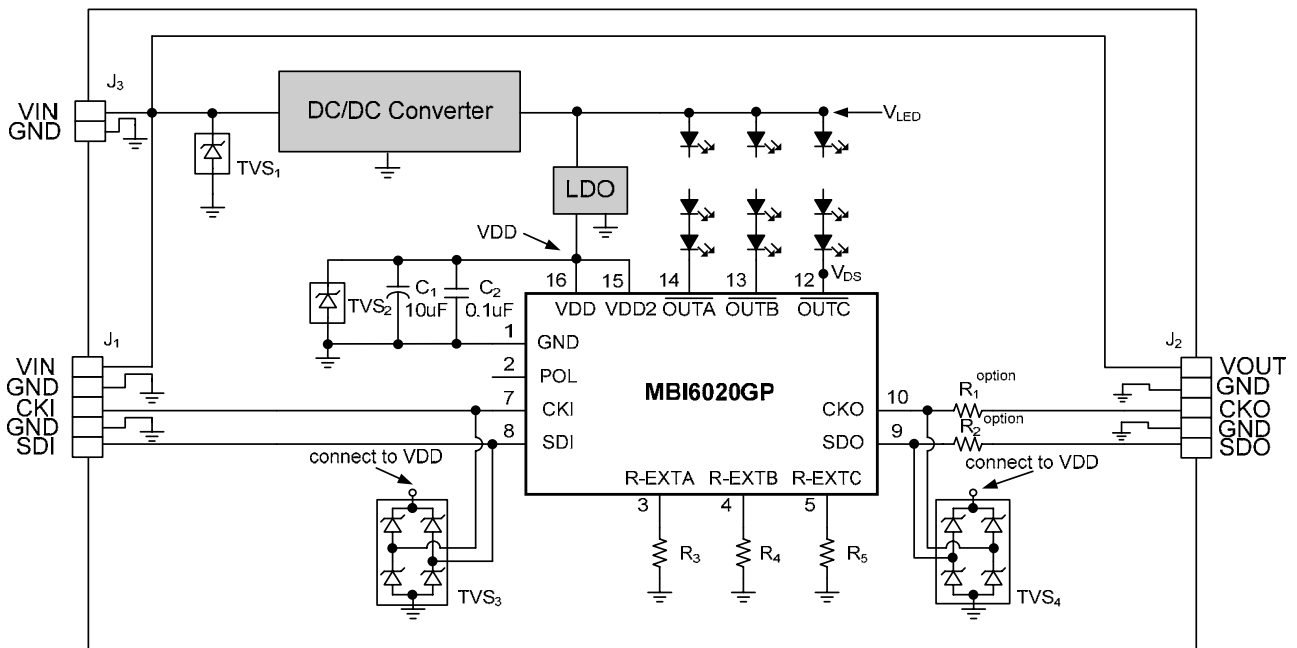 J3
VIN
GND
DC/DC Converter
VLED
TVS1
LDO
VDD
TVS2
C1
10uF
C2
0.1uF
16
15
14
13
12
VDS
VDD
VDD2
OUTA
OUTB
OUTC
1
GND
2
POL
MBI6020GP
7
CKI
8
SDI
CKO
10
SDO
9
R1 option
R2 option
J1
VIN
GND
CKI
GND
SDI
J2
VOUT
GND
CKO
GND
SDO
connect to VDD
connect to VDD
R-EXTA
R-EXTB
R-EXTC
3
4
5
R3
R4
R5
TVS3
TVS4